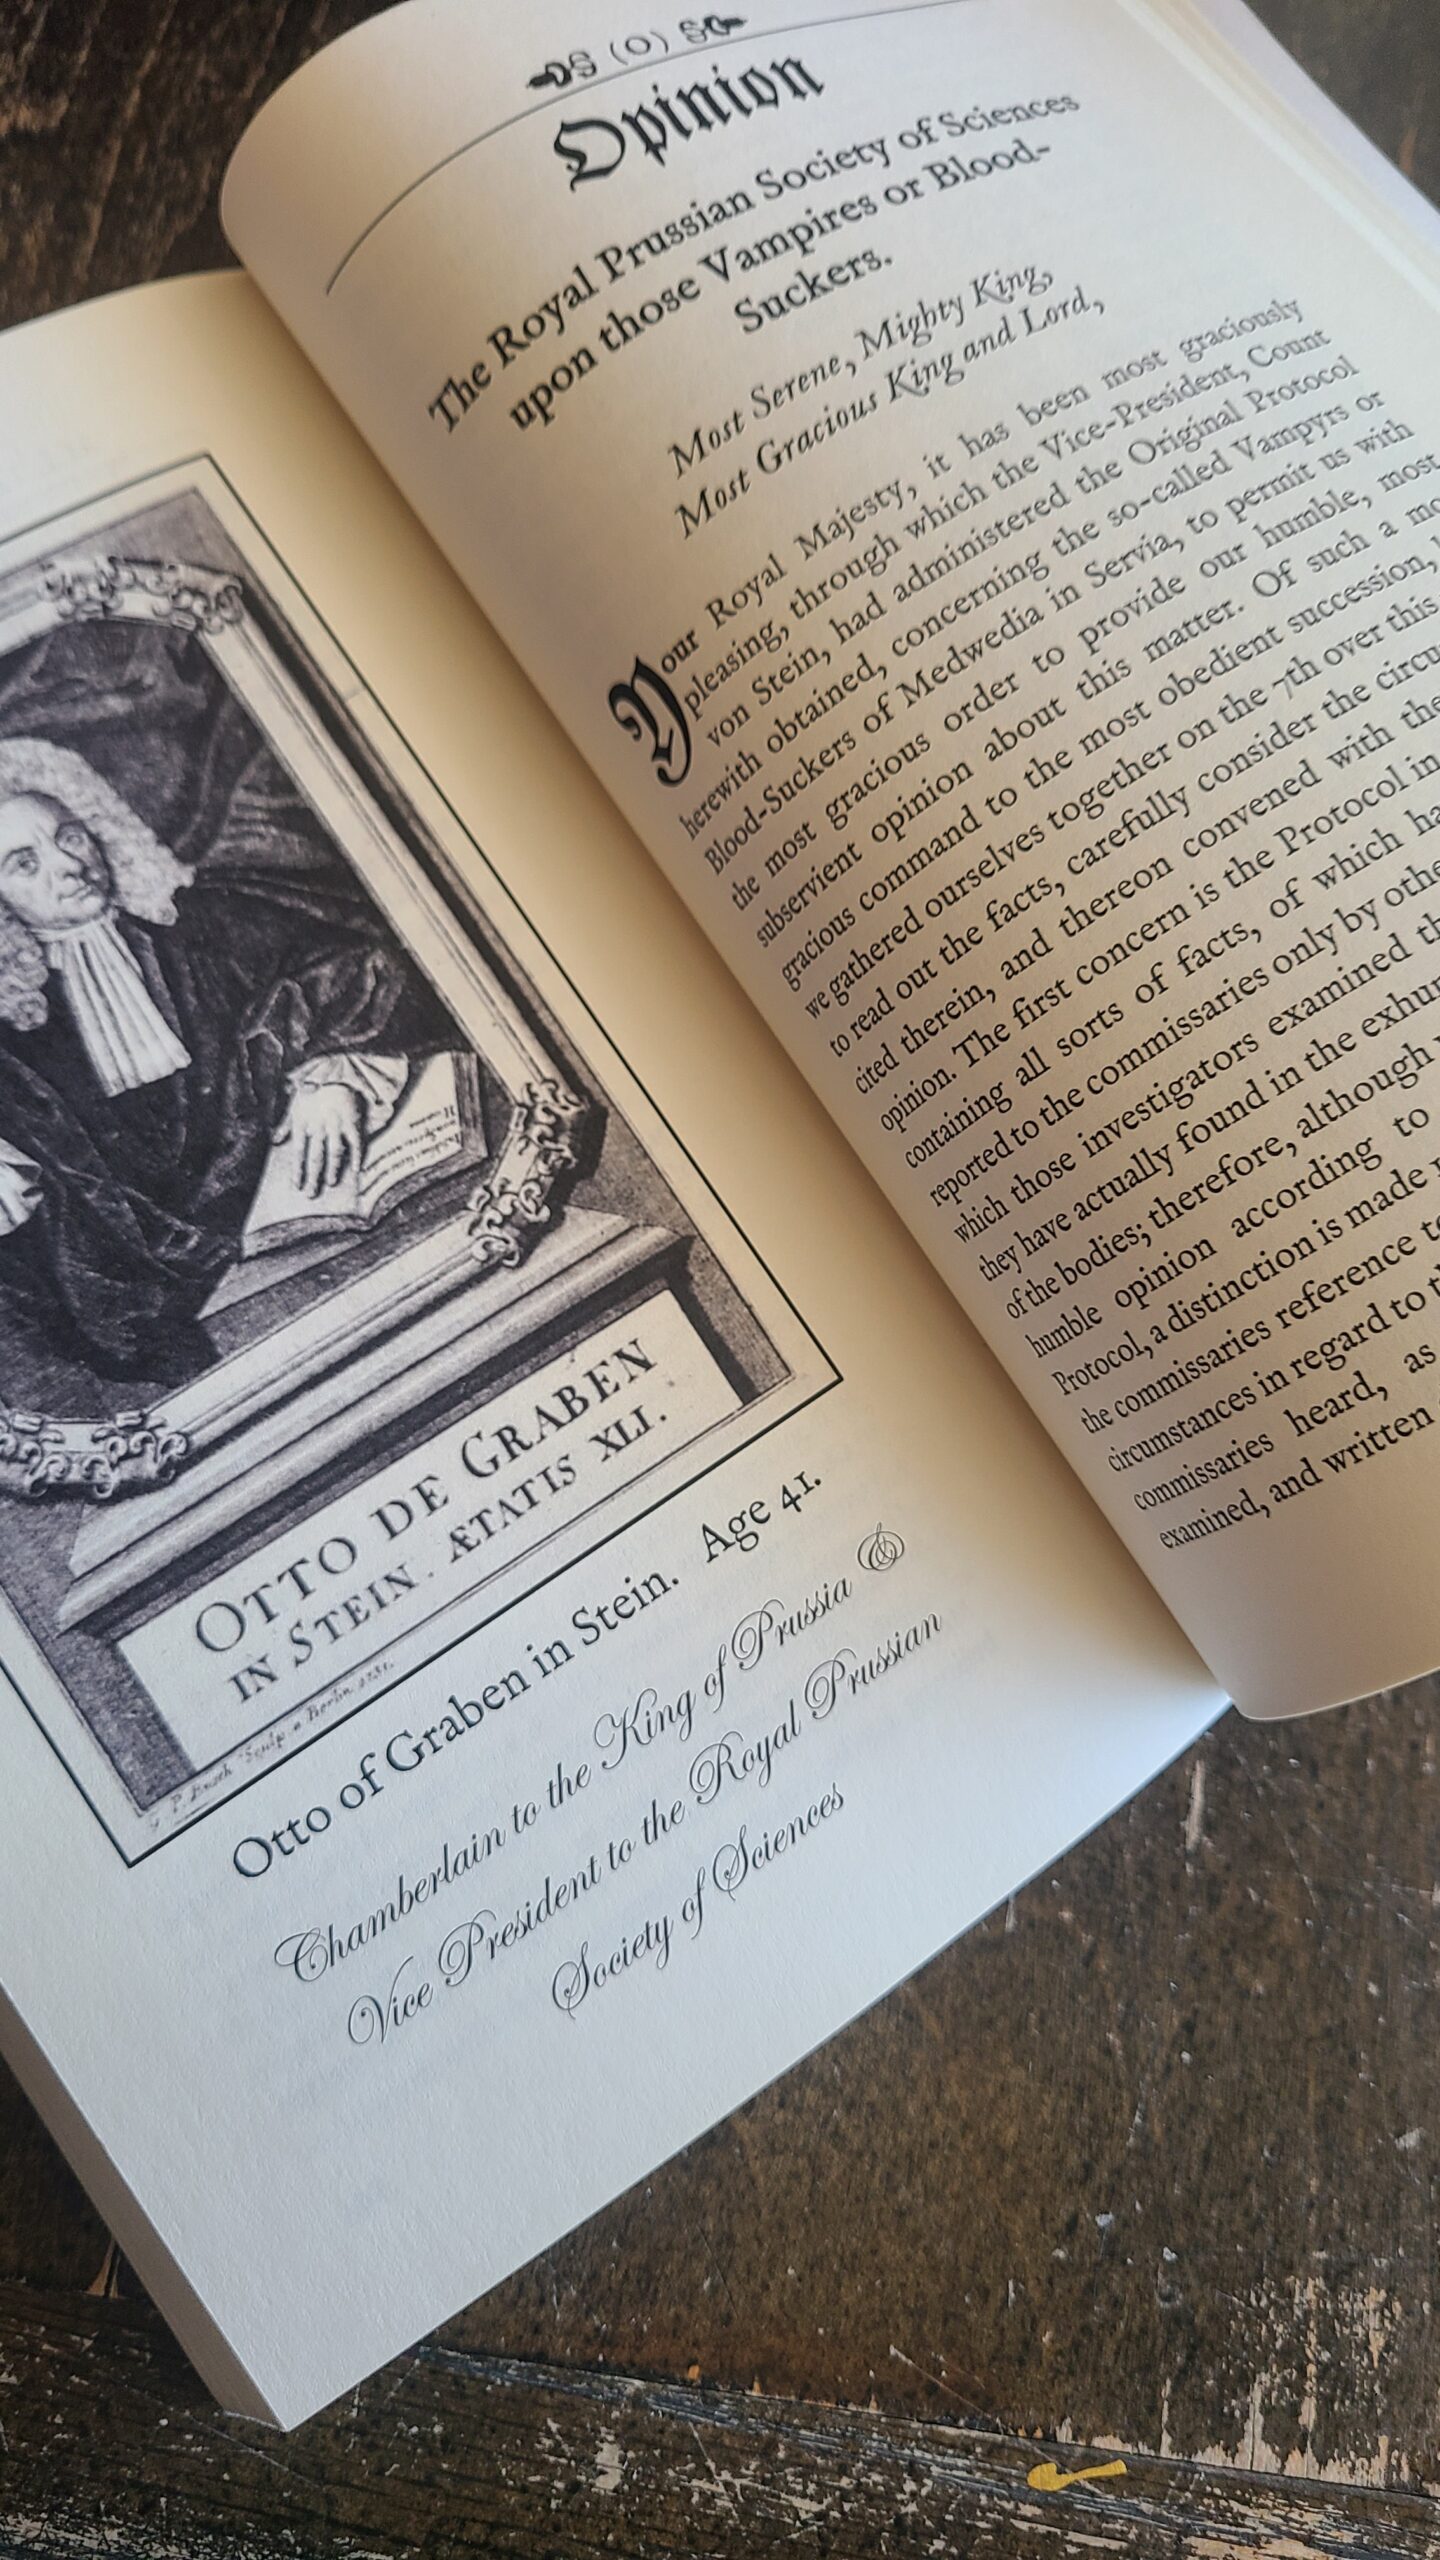 OTTO DE GRABEN
IN STEIN. ÆTATIS XLI.
Sculp. Berlin
Otto of Graben in Stein. Age 41.
Chamberlain to the King of Prussia &
Vice President to the Royal Prussian
Society of Sciences
(O)
Opinion
The Royal Prussian Society of Sciences
upon those Vampires or Blood-
Suckers.
Most Serene, Mighty King,
Most Gracious King and Lord,
Your Royal Majesty, it has been most graciously
pleasing, through which the Vice-President, Count
von Stein, had administered the Original Protocol
herewith obtained, concerning the so-called Vampyrs or
Blood-Suckers of Medwedia in Servia, to permit us with
the most gracious order to provide our humble, most
subservient opinion about this matter. Of such a
gracious command to the most obedient succession,
we gathered ourselves together on the 7th over this
to read out the facts, carefully consider the
cited therein, and thereon convened with the
opinion. The first concern is the Protocol in
containing all sorts of facts, of which
reported to the commissaries only by
which those investigators examined
they have actually found in the
of the bodies; therefore, although
humble opinion according to
Protocol, a distinction is made
the commissaries reference
circumstances in regard to
commissaries heard, as
examined, and written